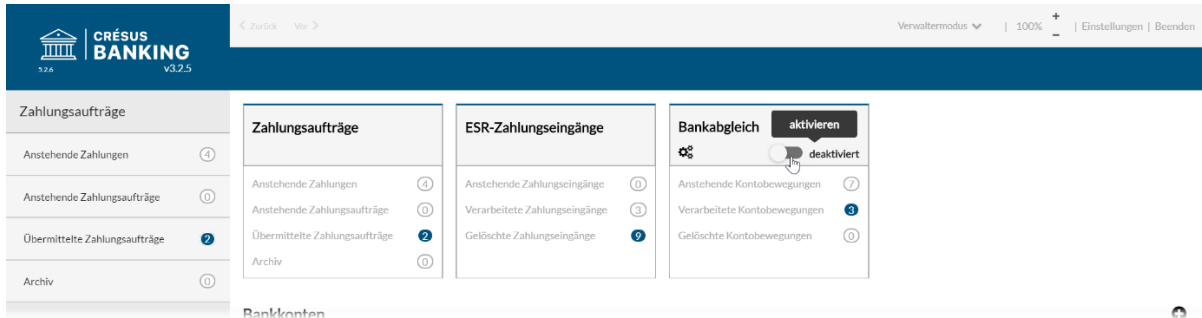 CRÉSUS
BANKING
5.2.6 v3.2.5
Zurück Vor Verwaltermodus | 100% + − | Einstellungen | Beenden
Zahlungsaufträge
Anstehende Zahlungen 4
Anstehende Zahlungsaufträge 0
Übermittelte Zahlungsaufträge 2
Archiv 0
Zahlungsaufträge
Anstehende Zahlungen 4
Anstehende Zahlungsaufträge 0
Übermittelte Zahlungsaufträge 2
Archiv 0
ESR-Zahlungseingänge
Anstehende Zahlungseingänge 0
Verarbeitete Zahlungseingänge 3
Gelöschte Zahlungseingänge 9
Bankabgleich aktivieren
deaktiviert
Anstehende Kontobewegungen 7
Verarbeitete Kontobewegungen 3
Gelöschte Kontobewegungen 0
Bankkonten